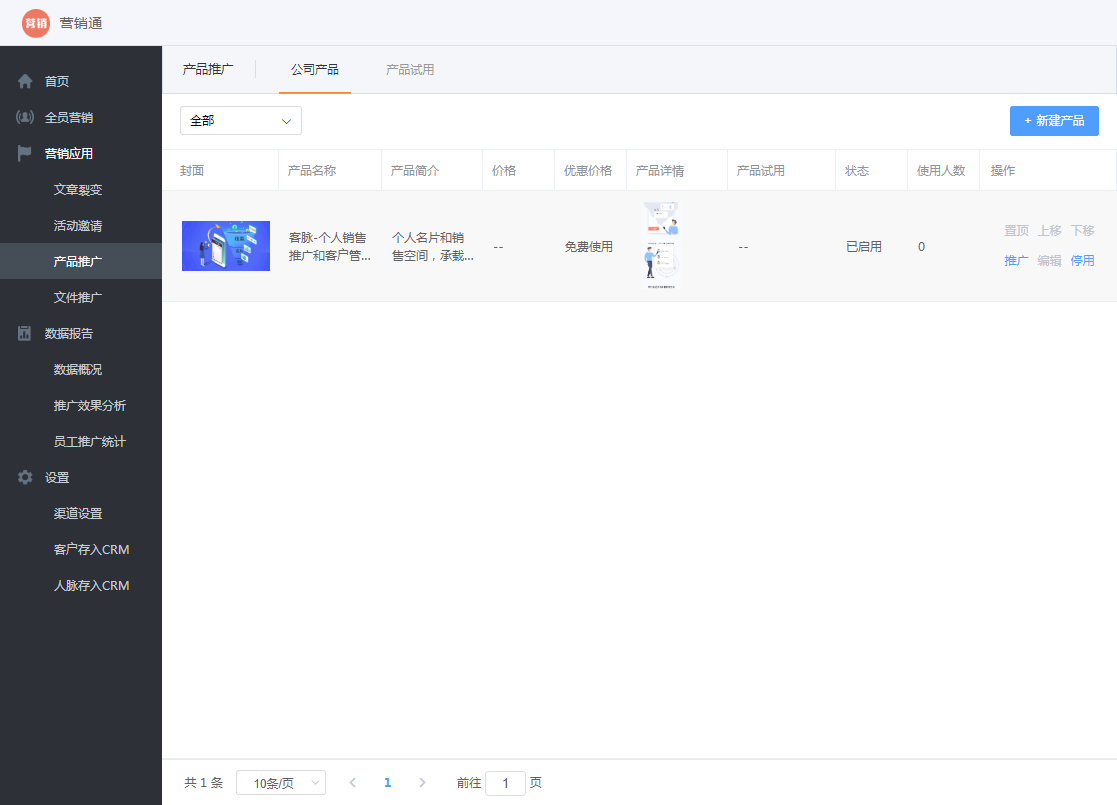 营销 营销通
首页
全员营销
营销应用
文章裂变
活动邀请
产品推广
文件推广
数据报告
数据概况
推广效果分析
员工推广统计
设置
渠道设置
客户存入CRM
人脉存入CRM
产品推广 公司产品 产品试用
全部
+ 新建产品
封面 产品名称 产品简介 价格 优惠价格 产品详情 产品试用 状态 使用人数 操作
客脉-个人销售
推广和客户管...
个人名片和销
售空间，承载...
--
免费使用
--
已启用
0
置顶 上移 下移
推广 编辑 停用
共 1 条 10条/页 1 前往 1 页